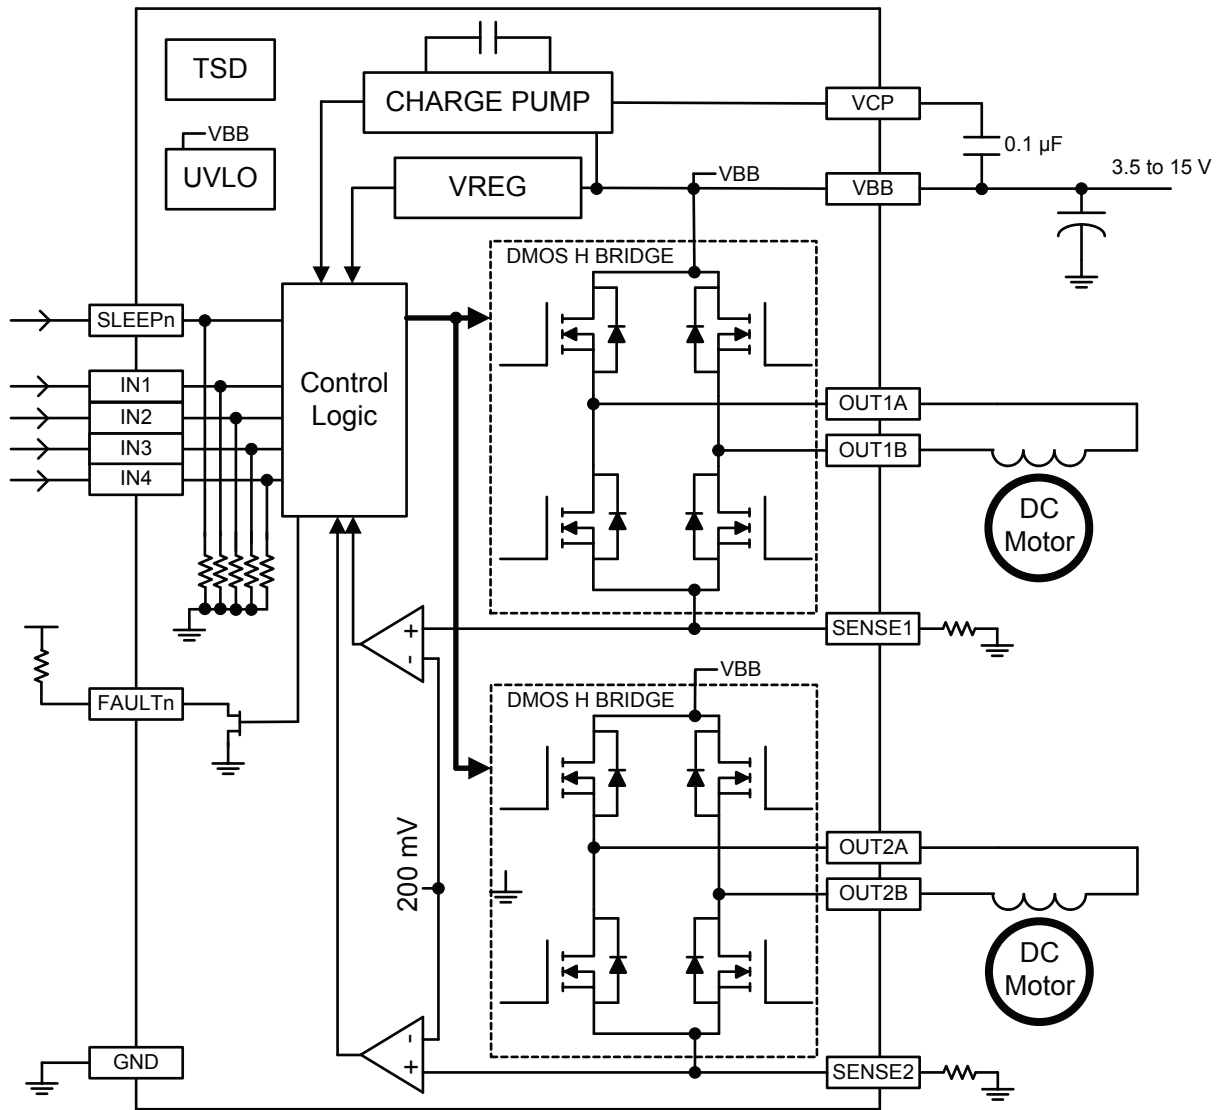 TSD
CHARGE PUMP
VCP
VBB
0.1 µF
UVLO
VREG
VBB
VBB
3.5 to 15 V
DMOS H BRIDGE
SLEEPn
IN1
IN2
IN3
IN4
Control
Logic
OUT1A
OUT1B
DC
Motor
+
-
SENSE1
VBB
FAULTn
DMOS H BRIDGE
200 mV
OUT2A
OUT2B
DC
Motor
-
+
GND
SENSE2